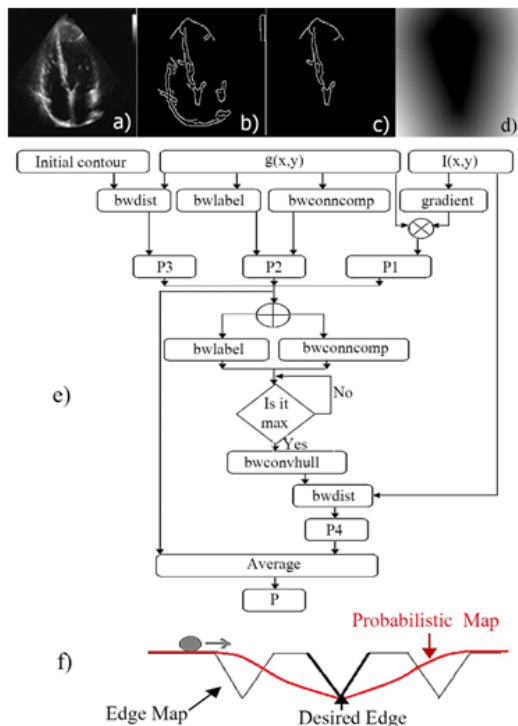 a)
b)
c)
d)
Initial contour
g(x,y)
I(x,y)
bwdist
bwlabel
bwconncomp
gradient
P3
P2
P1
bwlabel
bwconncomp
e)
No
Is it
max
Yes
bwconvhull
bwdist
P4
Average
P
Probabilistic Map
f)
Edge Map
Desired Edge